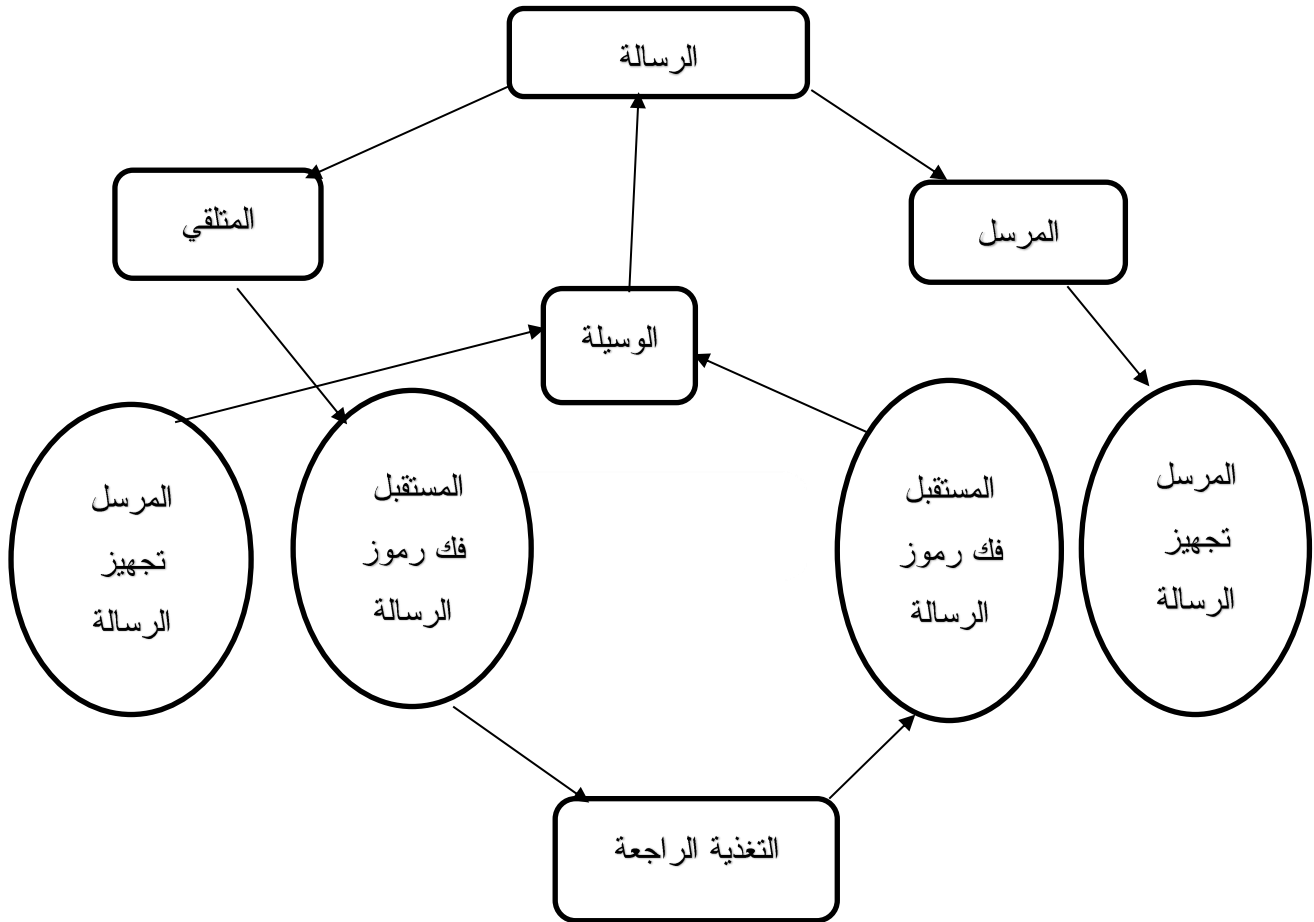 الرسالة
المرسل
المتلقي
الوسيلة
المرسل
تجهيز
الرسالة
المستقبل
فك رموز
الرسالة
المستقبل
فك رموز
الرسالة
المرسل
تجهيز
الرسالة
التغذية الراجعة